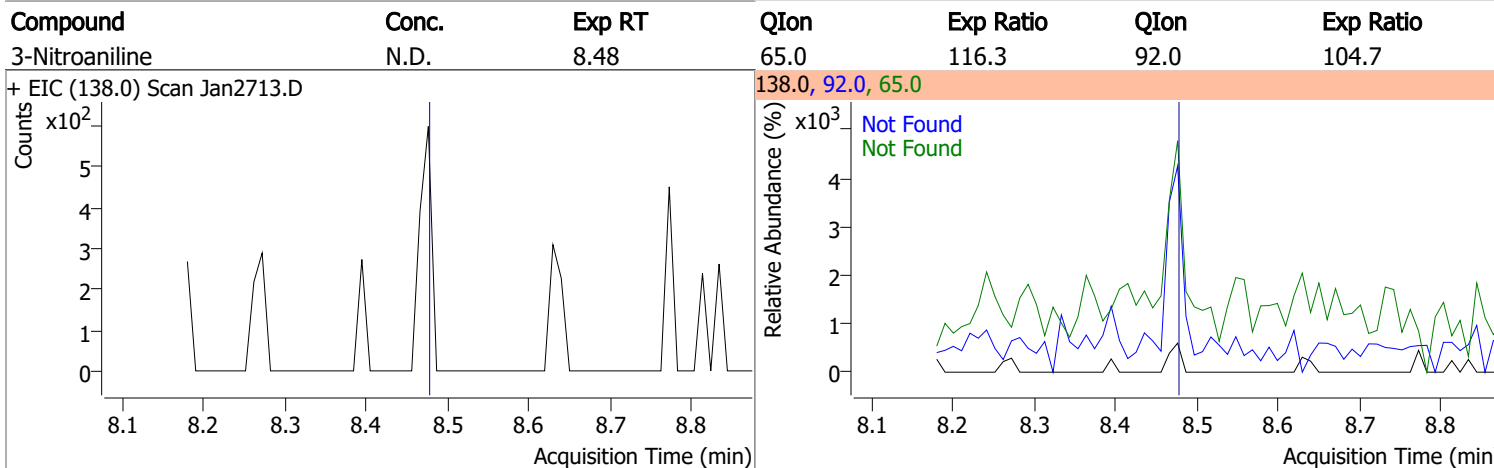 Compound Conc. Exp RT QIon Exp Ratio QIon Exp Ratio
3-Nitroaniline N.D. 8.48 65.0 116.3 92.0 104.7
+ EIC (138.0) Scan Jan2713.D
Counts
x10²
5
4
3
2
1
0
8.1 8.2 8.3 8.4 8.5 8.6 8.7 8.8
Acquisition Time (min)
138.0, 92.0, 65.0
Relative Abundance (%)
x10³
Not Found
Not Found
4
3
2
1
0
8.1 8.2 8.3 8.4 8.5 8.6 8.7 8.8
Acquisition Time (min